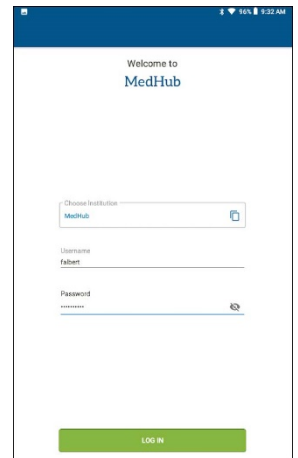 96% 9:32 AM
Welcome to
MedHub
Choose Institution
MedHub
Username
falbert
Password
••••••••••
LOG IN